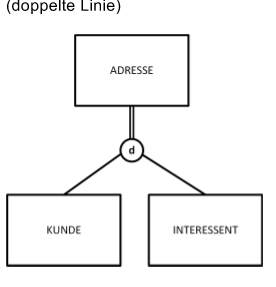 (doppelte Linie)
ADRESSE
d
KUNDE INTERESSENT